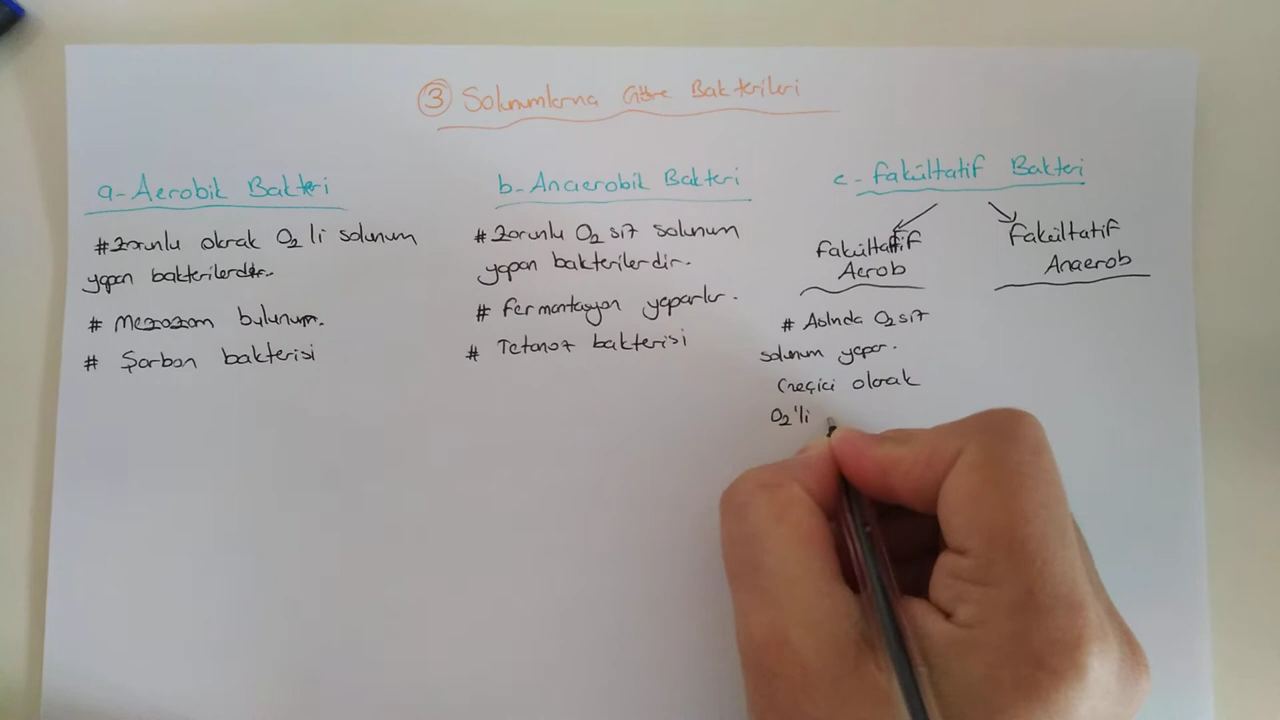 ③ Solunumlarına Göre Bakterileri
a- Aerobik Bakteri
#Zorunlu olarak O₂ li solunum
yapan bakterilerdir.
# Mezozom bulunur.
# Şarbon bakterisi
b- Anaerobik Bakteri
# Zorunlu O₂ siz solunum
yapan bakterilerdir.
# Fermantasyon yaparlar.
# Tetanoz bakterisi
c- fakültatif Bakteri
fakültatif
Aerob
# Aslında O₂ siz
solunum yapar.
Geçici olarak
O₂'li
Fakültatif
Anaerob